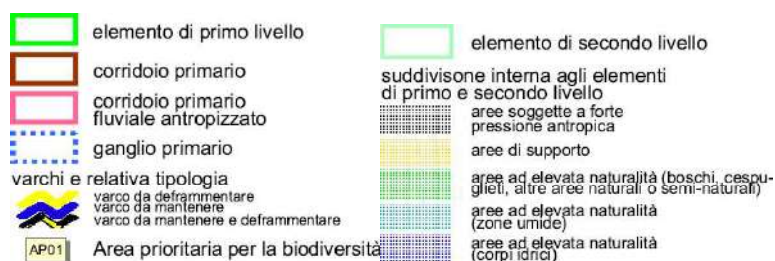 elemento di primo livello
corridoio primario
corridoio primario
fluviale antropizzato
ganglio primario
varchi e relativa tipologia
varco da deframmentare
varco da mantenere
varco da mantenere e deframmentare
AP01
Area prioritaria per la biodiversità
elemento di secondo livello
suddivisone interna agli elementi
di primo e secondo livello
aree soggette a forte
pressione antropica
aree di supporto
aree ad elevata naturalità (boschi, cespu-
glieti, altre aree naturali o semi-naturali)
aree ad elevata naturalità
(zone umide)
aree ad elevata naturalità
(corpi idrici)